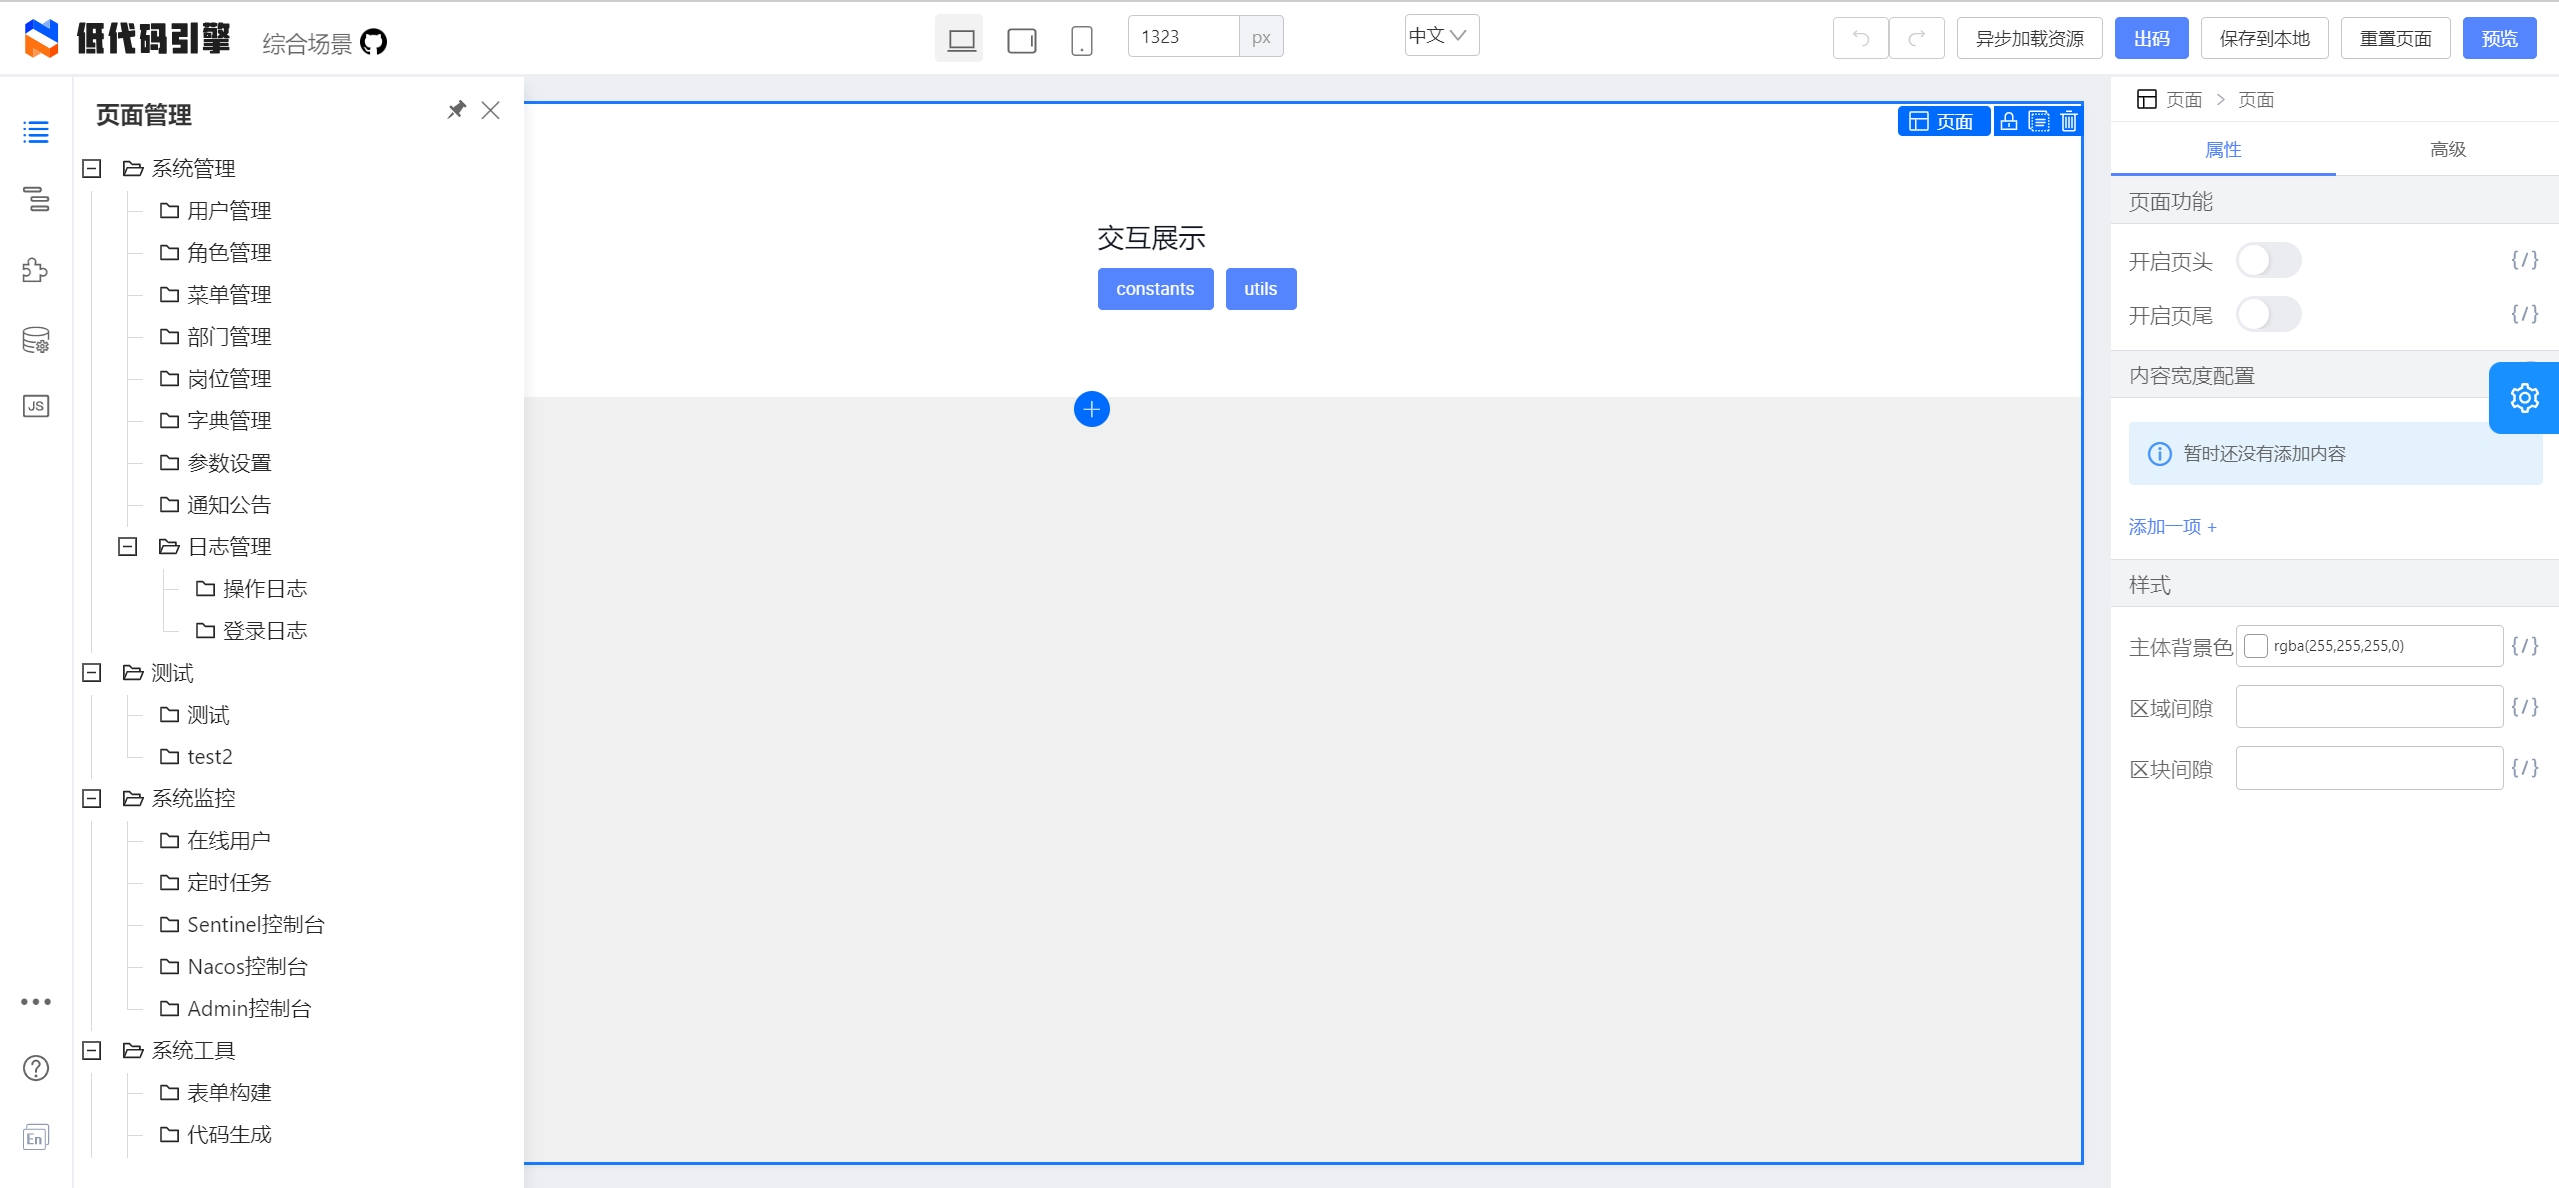 低代码引擎 综合场景 1323 px 中文 异步加载资源 出码 保存到本地 重置页面 预览
页面管理
系统管理
用户管理
角色管理
菜单管理
部门管理
岗位管理
字典管理
参数设置
通知公告
日志管理
操作日志
登录日志
测试
测试
test2
系统监控
在线用户
定时任务
Sentinel控制台
Nacos控制台
Admin控制台
系统工具
表单构建
代码生成
JS
En
页面
交互展示
constants utils
页面 > 页面
属性 高级
页面功能
开启页头 {/}
开启页尾 {/}
内容宽度配置
暂时还没有添加内容
添加一项 +
样式
主体背景色 rgba(255,255,255,0) {/}
区域间隙 {/}
区块间隙 {/}